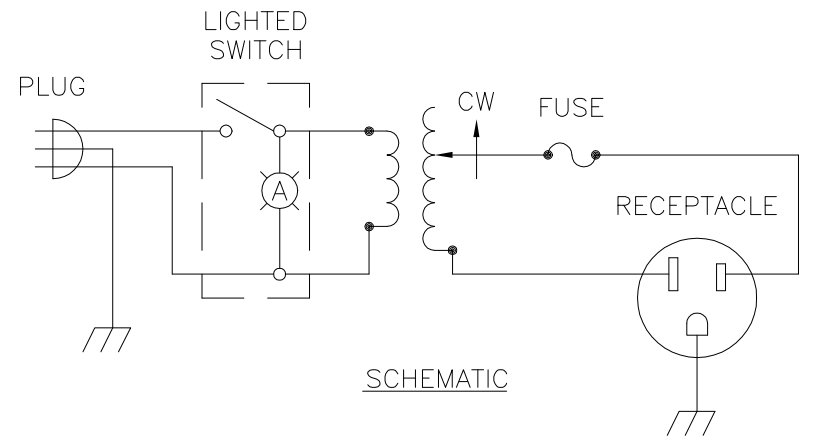 LIGHTED
SWITCH
PLUG
CW
FUSE
A
RECEPTACLE
SCHEMATIC